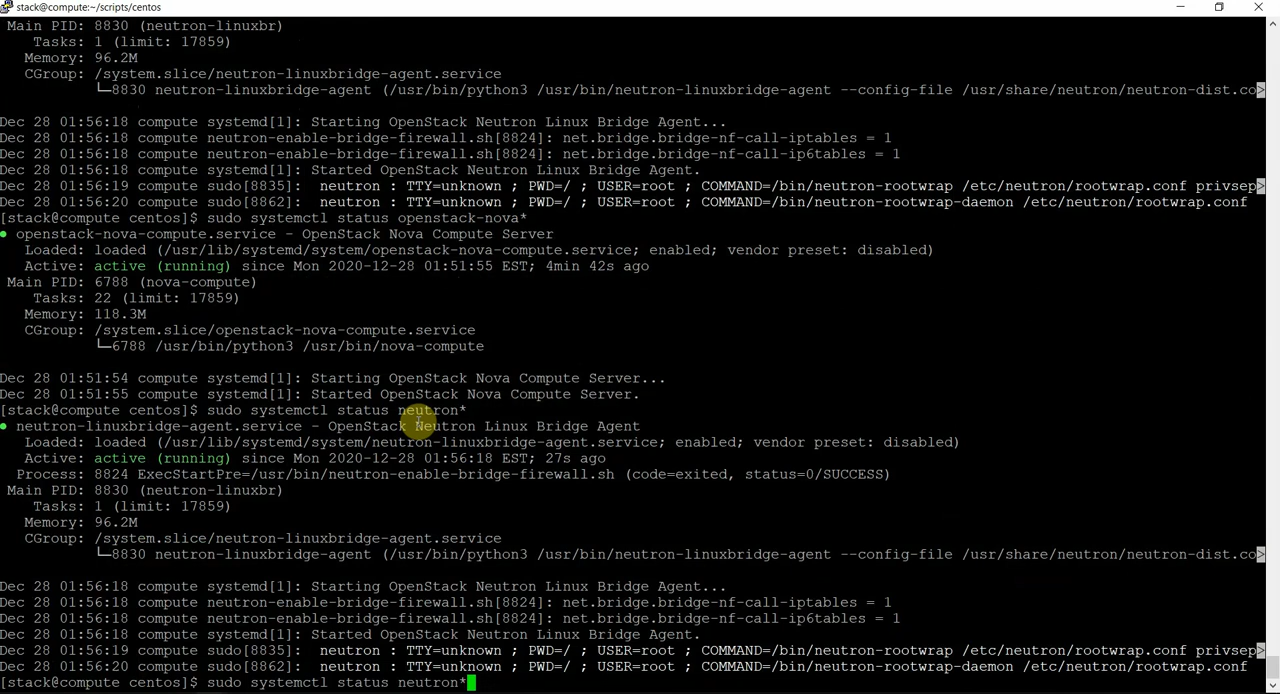 stack@compute:~/scripts/centos
Main PID: 8830 (neutron-linuxbr)
Tasks: 1 (limit: 17859)
Memory: 96.2M
CGroup: /system.slice/neutron-linuxbridge-agent.service
└─8830 neutron-linuxbridge-agent (/usr/bin/python3 /usr/bin/neutron-linuxbridge-agent --config-file /usr/share/neutron/neutron-dist.co>
Dec 28 01:56:18 compute systemd[1]: Starting OpenStack Neutron Linux Bridge Agent...
Dec 28 01:56:18 compute neutron-enable-bridge-firewall.sh[8824]: net.bridge.bridge-nf-call-iptables = 1
Dec 28 01:56:18 compute neutron-enable-bridge-firewall.sh[8824]: net.bridge.bridge-nf-call-ip6tables = 1
Dec 28 01:56:18 compute systemd[1]: Started OpenStack Neutron Linux Bridge Agent.
Dec 28 01:56:19 compute sudo[8835]:  neutron : TTY=unknown ; PWD=/ ; USER=root ; COMMAND=/bin/neutron-rootwrap /etc/neutron/rootwrap.conf privsep>
Dec 28 01:56:20 compute sudo[8862]:  neutron : TTY=unknown ; PWD=/ ; USER=root ; COMMAND=/bin/neutron-rootwrap-daemon /etc/neutron/rootwrap.conf
[stack@compute centos]$ sudo systemctl status openstack-nova*
● openstack-nova-compute.service - OpenStack Nova Compute Server
Loaded: loaded (/usr/lib/systemd/system/openstack-nova-compute.service; enabled; vendor preset: disabled)
Active: active (running) since Mon 2020-12-28 01:51:55 EST; 4min 42s ago
Main PID: 6788 (nova-compute)
Tasks: 22 (limit: 17859)
Memory: 118.3M
CGroup: /system.slice/openstack-nova-compute.service
└─6788 /usr/bin/python3 /usr/bin/nova-compute
Dec 28 01:51:54 compute systemd[1]: Starting OpenStack Nova Compute Server...
Dec 28 01:51:55 compute systemd[1]: Started OpenStack Nova Compute Server.
[stack@compute centos]$ sudo systemctl status neutron*
● neutron-linuxbridge-agent.service - OpenStack Neutron Linux Bridge Agent
Loaded: loaded (/usr/lib/systemd/system/neutron-linuxbridge-agent.service; enabled; vendor preset: disabled)
Active: active (running) since Mon 2020-12-28 01:56:18 EST; 27s ago
Process: 8824 ExecStartPre=/usr/bin/neutron-enable-bridge-firewall.sh (code=exited, status=0/SUCCESS)
Main PID: 8830 (neutron-linuxbr)
Tasks: 1 (limit: 17859)
Memory: 96.2M
CGroup: /system.slice/neutron-linuxbridge-agent.service
└─8830 neutron-linuxbridge-agent (/usr/bin/python3 /usr/bin/neutron-linuxbridge-agent --config-file /usr/share/neutron/neutron-dist.co>
Dec 28 01:56:18 compute systemd[1]: Starting OpenStack Neutron Linux Bridge Agent...
Dec 28 01:56:18 compute neutron-enable-bridge-firewall.sh[8824]: net.bridge.bridge-nf-call-iptables = 1
Dec 28 01:56:18 compute neutron-enable-bridge-firewall.sh[8824]: net.bridge.bridge-nf-call-ip6tables = 1
Dec 28 01:56:18 compute systemd[1]: Started OpenStack Neutron Linux Bridge Agent.
Dec 28 01:56:19 compute sudo[8835]:  neutron : TTY=unknown ; PWD=/ ; USER=root ; COMMAND=/bin/neutron-rootwrap /etc/neutron/rootwrap.conf privsep>
Dec 28 01:56:20 compute sudo[8862]:  neutron : TTY=unknown ; PWD=/ ; USER=root ; COMMAND=/bin/neutron-rootwrap-daemon /etc/neutron/rootwrap.conf
[stack@compute centos]$ sudo systemctl status neutron*